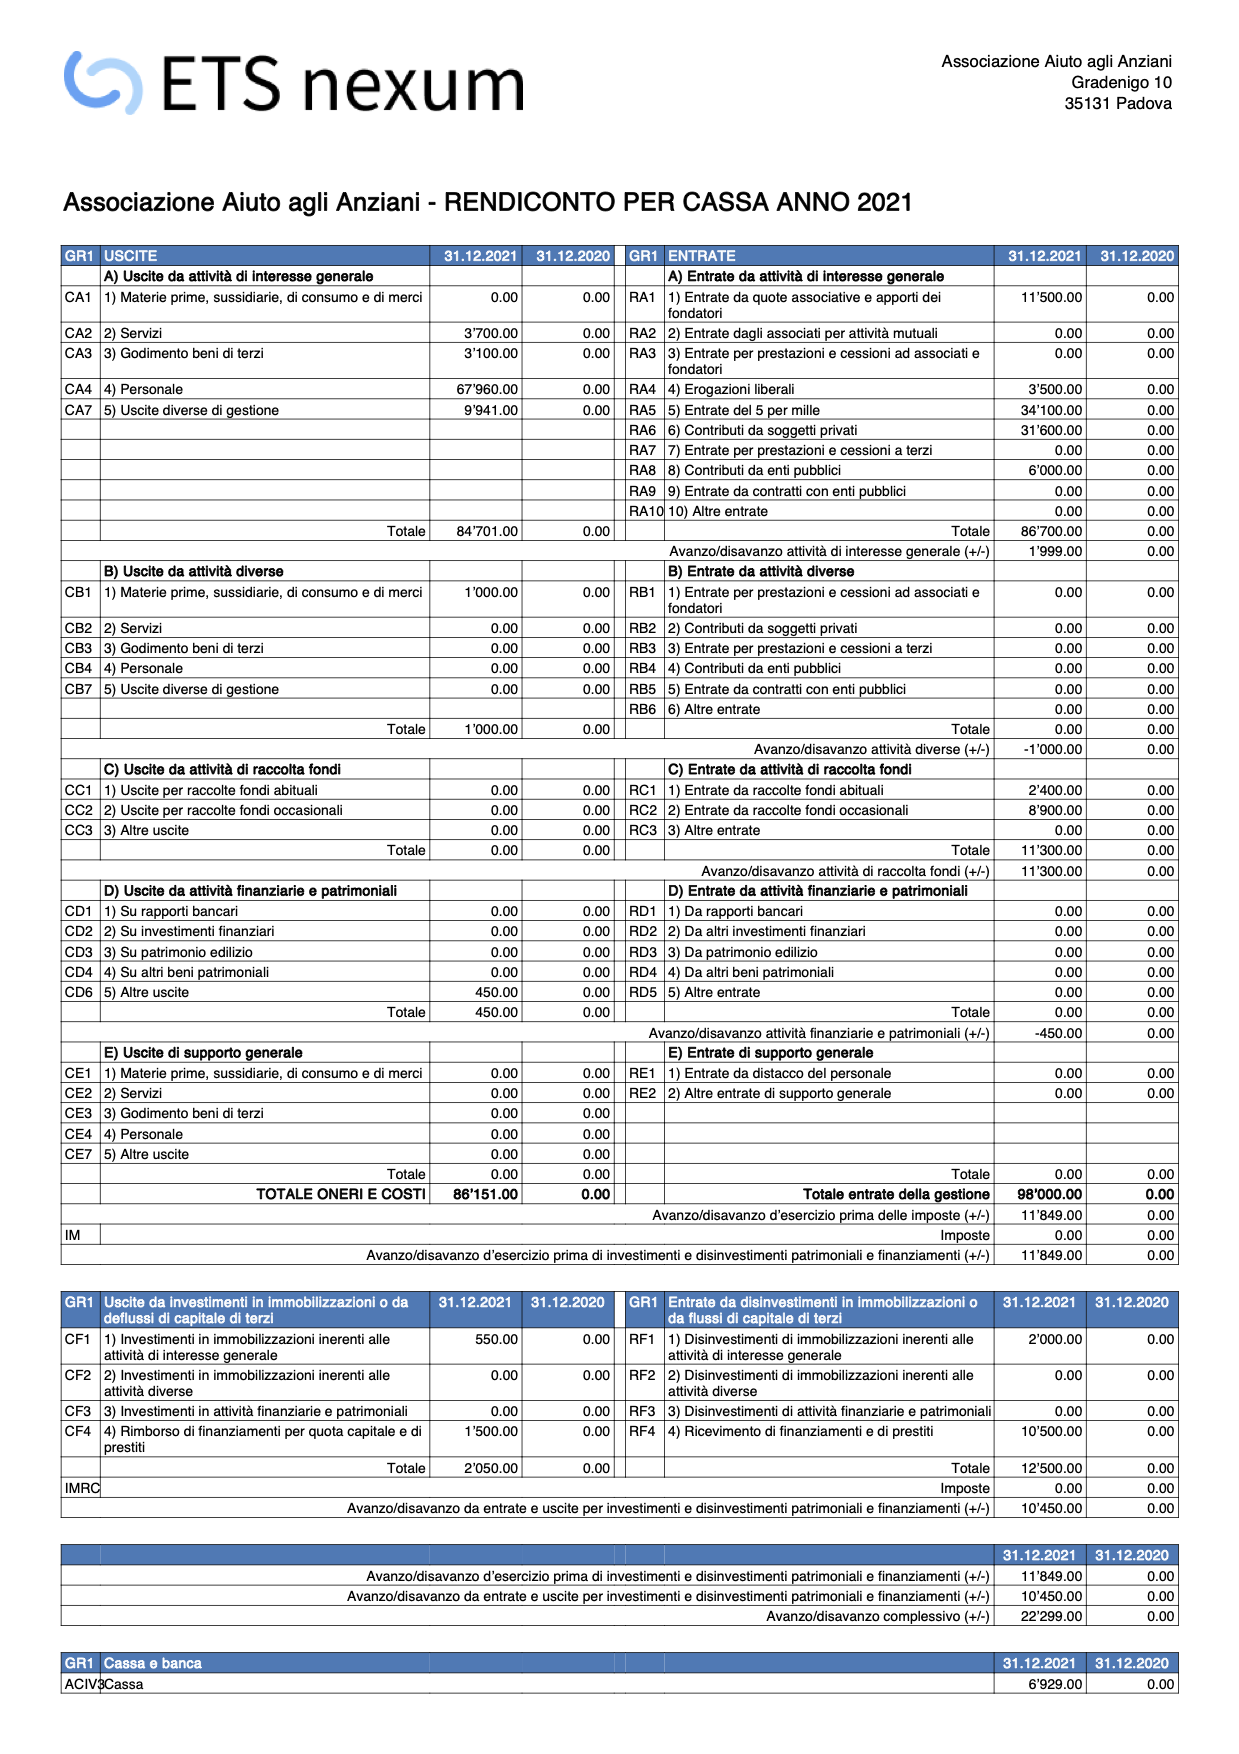 ETS nexum
Associazione Aiuto agli Anziani
Gradenigo 10
35131 Padova
Associazione Aiuto agli Anziani - RENDICONTO PER CASSA ANNO 2021
GR1 USCITE 31.12.2021 31.12.2020 GR1 ENTRATE 31.12.2021 31.12.2020
A) Uscite da attività di interesse generale A) Entrate da attività di interesse generale
CA1 1) Materie prime, sussidiarie, di consumo e di merci 0.00 0.00 RA1 1) Entrate da quote associative e apporti dei 11'500.00 0.00
fondatori
CA2 2) Servizi 3'700.00 0.00 RA2 2) Entrate dagli associati per attività mutuali 0.00 0.00
CA3 3) Godimento beni di terzi 3'100.00 0.00 RA3 3) Entrate per prestazioni e cessioni ad associati e 0.00 0.00
fondatori
CA4 4) Personale 67'960.00 0.00 RA4 4) Erogazioni liberali 3'500.00 0.00
CA7 5) Uscite diverse di gestione 9'941.00 0.00 RA5 5) Entrate del 5 per mille 34'100.00 0.00
RA6 6) Contributi da soggetti privati 31'600.00 0.00
RA7 7) Entrate per prestazioni e cessioni a terzi 0.00 0.00
RA8 8) Contributi da enti pubblici 6'000.00 0.00
RA9 9) Entrate da contratti con enti pubblici 0.00 0.00
RA10 10) Altre entrate 0.00 0.00
Totale 84'701.00 0.00 Totale 86'700.00 0.00
Avanzo/disavanzo attività di interesse generale (+/-) 1'999.00 0.00
B) Uscite da attività diverse B) Entrate da attività diverse
CB1 1) Materie prime, sussidiarie, di consumo e di merci 1'000.00 0.00 RB1 1) Entrate per prestazioni e cessioni ad associati e 0.00 0.00
fondatori
CB2 2) Servizi 0.00 0.00 RB2 2) Contributi da soggetti privati 0.00 0.00
CB3 3) Godimento beni di terzi 0.00 0.00 RB3 3) Entrate per prestazioni e cessioni a terzi 0.00 0.00
CB4 4) Personale 0.00 0.00 RB4 4) Contributi da enti pubblici 0.00 0.00
CB7 5) Uscite diverse di gestione 0.00 0.00 RB5 5) Entrate da contratti con enti pubblici 0.00 0.00
RB6 6) Altre entrate 0.00 0.00
Totale 1'000.00 0.00 Totale 0.00 0.00
Avanzo/disavanzo attività diverse (+/-) -1'000.00 0.00
C) Uscite da attività di raccolta fondi C) Entrate da attività di raccolta fondi
CC1 1) Uscite per raccolte fondi abituali 0.00 0.00 RC1 1) Entrate da raccolte fondi abituali 2'400.00 0.00
CC2 2) Uscite per raccolte fondi occasionali 0.00 0.00 RC2 2) Entrate da raccolte fondi occasionali 8'900.00 0.00
CC3 3) Altre uscite 0.00 0.00 RC3 3) Altre entrate 0.00 0.00
Totale 0.00 0.00 Totale 11'300.00 0.00
Avanzo/disavanzo attività di raccolta fondi (+/-) 11'300.00 0.00
D) Uscite da attività finanziarie e patrimoniali D) Entrate da attività finanziarie e patrimoniali
CD1 1) Su rapporti bancari 0.00 0.00 RD1 1) Da rapporti bancari 0.00 0.00
CD2 2) Su investimenti finanziari 0.00 0.00 RD2 2) Da altri investimenti finanziari 0.00 0.00
CD3 3) Su patrimonio edilizio 0.00 0.00 RD3 3) Da patrimonio edilizio 0.00 0.00
CD4 4) Su altri beni patrimoniali 0.00 0.00 RD4 4) Da altri beni patrimoniali 0.00 0.00
CD6 5) Altre uscite 450.00 0.00 RD5 5) Altre entrate 0.00 0.00
Totale 450.00 0.00 Totale 0.00 0.00
Avanzo/disavanzo attività finanziarie e patrimoniali (+/-) -450.00 0.00
E) Uscite di supporto generale E) Entrate di supporto generale
CE1 1) Materie prime, sussidiarie, di consumo e di merci 0.00 0.00 RE1 1) Entrate da distacco del personale 0.00 0.00
CE2 2) Servizi 0.00 0.00 RE2 2) Altre entrate di supporto generale 0.00 0.00
CE3 3) Godimento beni di terzi 0.00 0.00
CE4 4) Personale 0.00 0.00
CE7 5) Altre uscite 0.00 0.00
Totale 0.00 0.00 Totale 0.00 0.00
TOTALE ONERI E COSTI 86'151.00 0.00 Totale entrate della gestione 98'000.00 0.00
Avanzo/disavanzo d'esercizio prima delle imposte (+/-) 11'849.00 0.00
IM Imposte 0.00 0.00
Avanzo/disavanzo d'esercizio prima di investimenti e disinvestimenti patrimoniali e finanziamenti (+/-) 11'849.00 0.00
GR1 Uscite da investimenti in immobilizzazioni o da 31.12.2021 31.12.2020 GR1 Entrate da disinvestimenti in immobilizzazioni o 31.12.2021 31.12.2020
deflussi di capitale di terzi da flussi di capitale di terzi
CF1 1) Investimenti in immobilizzazioni inerenti alle 550.00 0.00 RF1 1) Disinvestimenti di immobilizzazioni inerenti alle 2'000.00 0.00
attività di interesse generale attività di interesse generale
CF2 2) Investimenti in immobilizzazioni inerenti alle 0.00 0.00 RF2 2) Disinvestimenti di immobilizzazioni inerenti alle 0.00 0.00
attività diverse attività diverse
CF3 3) Investimenti in attività finanziarie e patrimoniali 0.00 0.00 RF3 3) Disinvestimenti di attività finanziarie e patrimoniali 0.00 0.00
CF4 4) Rimborso di finanziamenti per quota capitale e di 1'500.00 0.00 RF4 4) Ricevimento di finanziamenti e di prestiti 10'500.00 0.00
prestiti
Totale 2'050.00 0.00 Totale 12'500.00 0.00
IMRC Imposte 0.00 0.00
Avanzo/disavanzo da entrate e uscite per investimenti e disinvestimenti patrimoniali e finanziamenti (+/-) 10'450.00 0.00
31.12.2021 31.12.2020
Avanzo/disavanzo d'esercizio prima di investimenti e disinvestimenti patrimoniali e finanziamenti (+/-) 11'849.00 0.00
Avanzo/disavanzo da entrate e uscite per investimenti e disinvestimenti patrimoniali e finanziamenti (+/-) 10'450.00 0.00
Avanzo/disavanzo complessivo (+/-) 22'299.00 0.00
GR1 Cassa e banca 31.12.2021 31.12.2020
ACIV3 Cassa 6'929.00 0.00